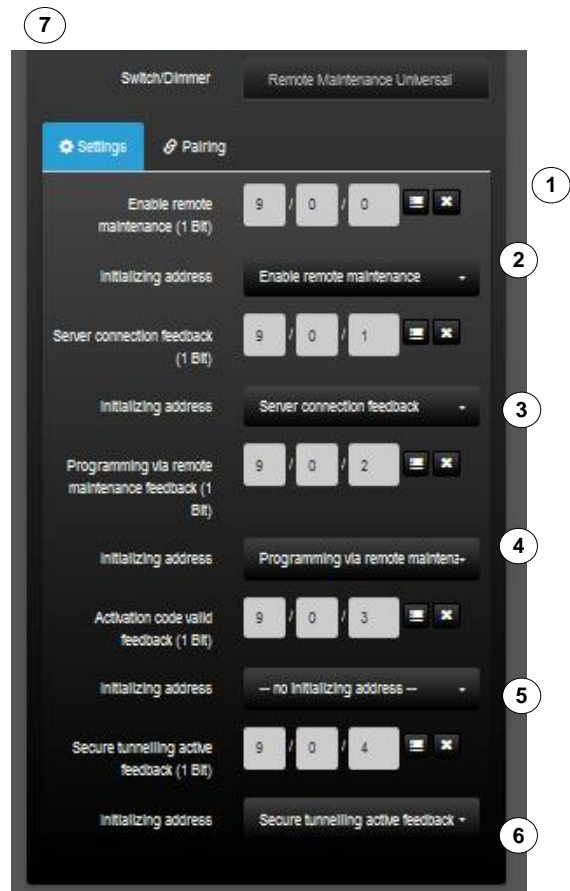 7
Switch/Dimmer Remote Maintenance Universal
Settings Pairing
1
Enable remote 9 / 0 / 0
maintenance (1 Bit)
2
Initializing address Enable remote maintenance
Server connection feedback 9 / 0 / 1
(1 Bit)
Initializing address Server connection feedback 3
Programming via remote 9 / 0 / 2
maintenance feedback (1
Bit)
Initializing address Programming via remote maintena 4
Activation code valid 9 / 0 / 3
feedback (1 Bit)
Initializing address -- no initializing address -- 5
Secure tunnelling active 9 / 0 / 4
feedback (1 Bit)
Initializing address Secure tunnelling active feedback
6